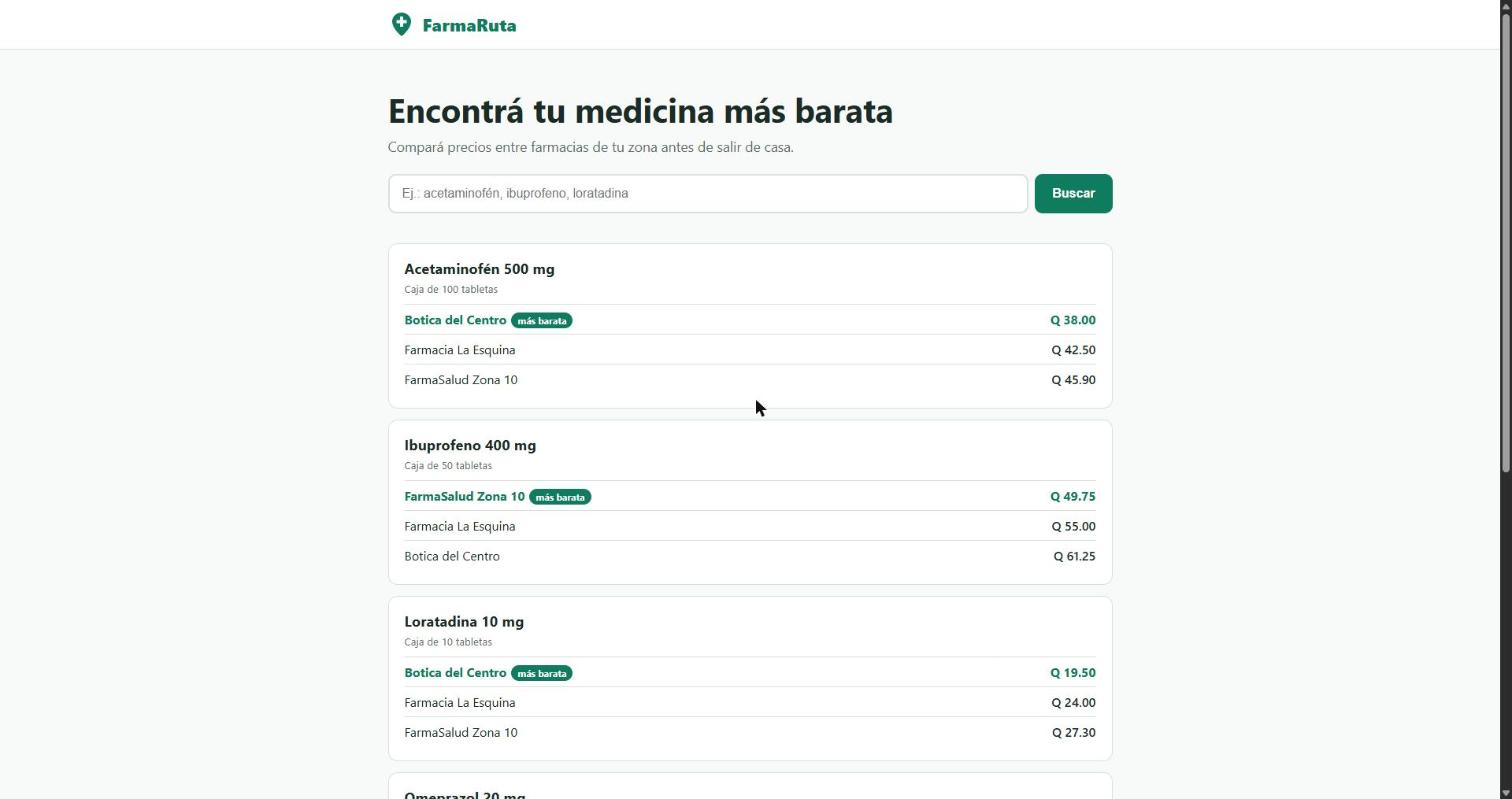 FarmaRuta
Encontrá tu medicina más barata
Compará precios entre farmacias de tu zona antes de salir de casa.
Ej.: acetaminofén, ibuprofeno, loratadina
Buscar
Acetaminofén 500 mg
Caja de 100 tabletas
Botica del Centro más barata Q 38.00
Farmacia La Esquina Q 42.50
FarmaSalud Zona 10 Q 45.90
Ibuprofeno 400 mg
Caja de 50 tabletas
FarmaSalud Zona 10 más barata Q 49.75
Farmacia La Esquina Q 55.00
Botica del Centro Q 61.25
Loratadina 10 mg
Caja de 10 tabletas
Botica del Centro más barata Q 19.50
Farmacia La Esquina Q 24.00
FarmaSalud Zona 10 Q 27.30
Omeprazol 20 mg